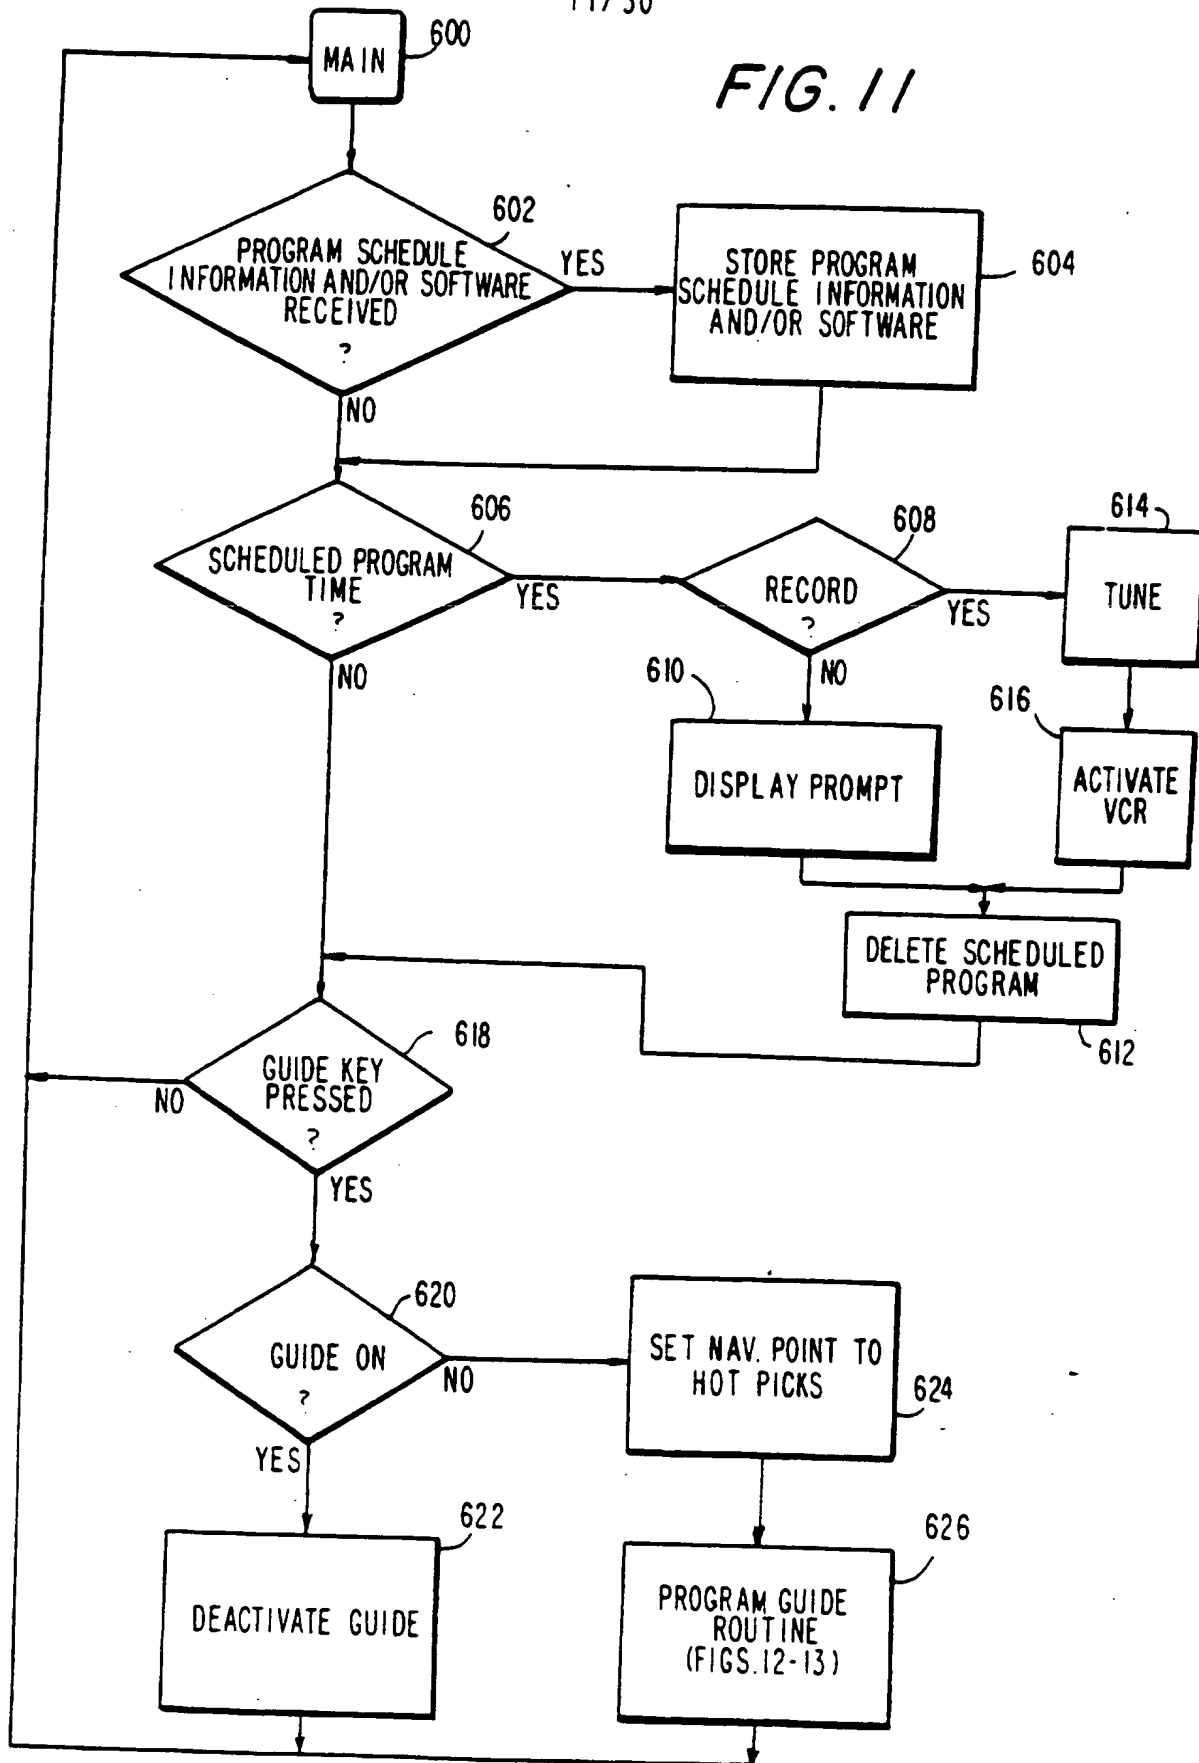 MAIN
600
FIG. 11
602
PROGRAM SCHEDULE
INFORMATION AND/OR SOFTWARE
RECEIVED
?
YES
NO
STORE PROGRAM
SCHEDULE INFORMATION
AND/OR SOFTWARE
604
606
SCHEDULED PROGRAM
TIME
?
YES
NO
608
RECORD
?
YES
NO
614
TUNE
610
DISPLAY PROMPT
616
ACTIVATE
VCR
DELETE SCHEDULED
PROGRAM
612
618
GUIDE KEY
PRESSED
?
NO
YES
620
GUIDE ON
?
NO
YES
SET NAV. POINT TO
HOT PICKS
624
622
DEACTIVATE GUIDE
626
PROGRAM GUIDE
ROUTINE
(FIGS.12-13)